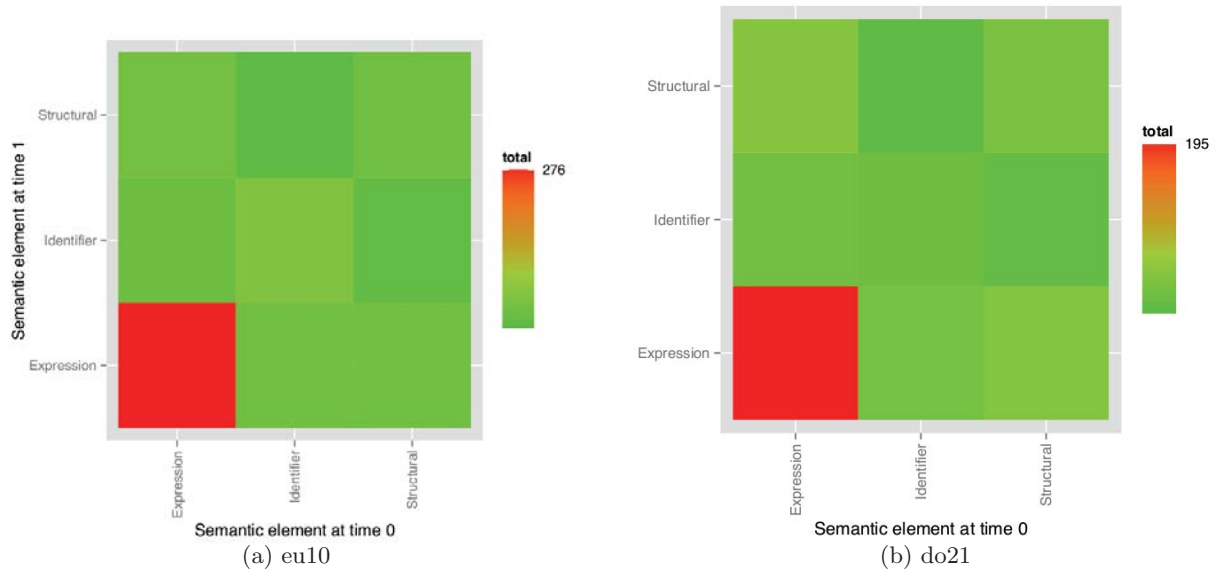 Semantic element at time 1
Structural
Identifier
Expression
Expression
Identifier
Structural
Semantic element at time 0
total
276
(a) eu10
Structural
Identifier
Expression
Expression
Identifier
Structural
Semantic element at time 0
total
195
(b) do21